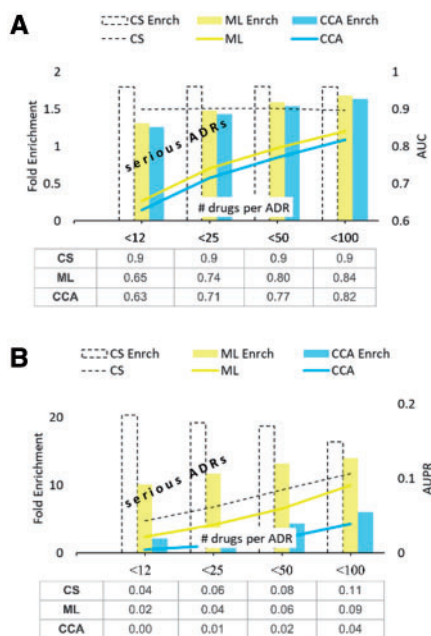 A
CS Enrch ML Enrch CCA Enrch
CS ML CCA
2 1
1.5 0.9
1 0.8
0.5 0.7
0 0.6
Fold Enrichment
AUC
serious ADRs
# drugs per ADR
<12 <25 <50 <100
CS 0.9 0.9 0.9 0.9
ML 0.65 0.74 0.80 0.84
CCA 0.63 0.71 0.77 0.82
B
CS Enrch ML Enrch CCA Enrch
CS ML CCA
20 0.2
10 0.1
0 0
Fold Enrichment
AUPR
serious ADRs
# drugs per ADR
<12 <25 <50 <100
CS 0.04 0.06 0.08 0.11
ML 0.02 0.04 0.06 0.09
CCA 0.00 0.01 0.02 0.04